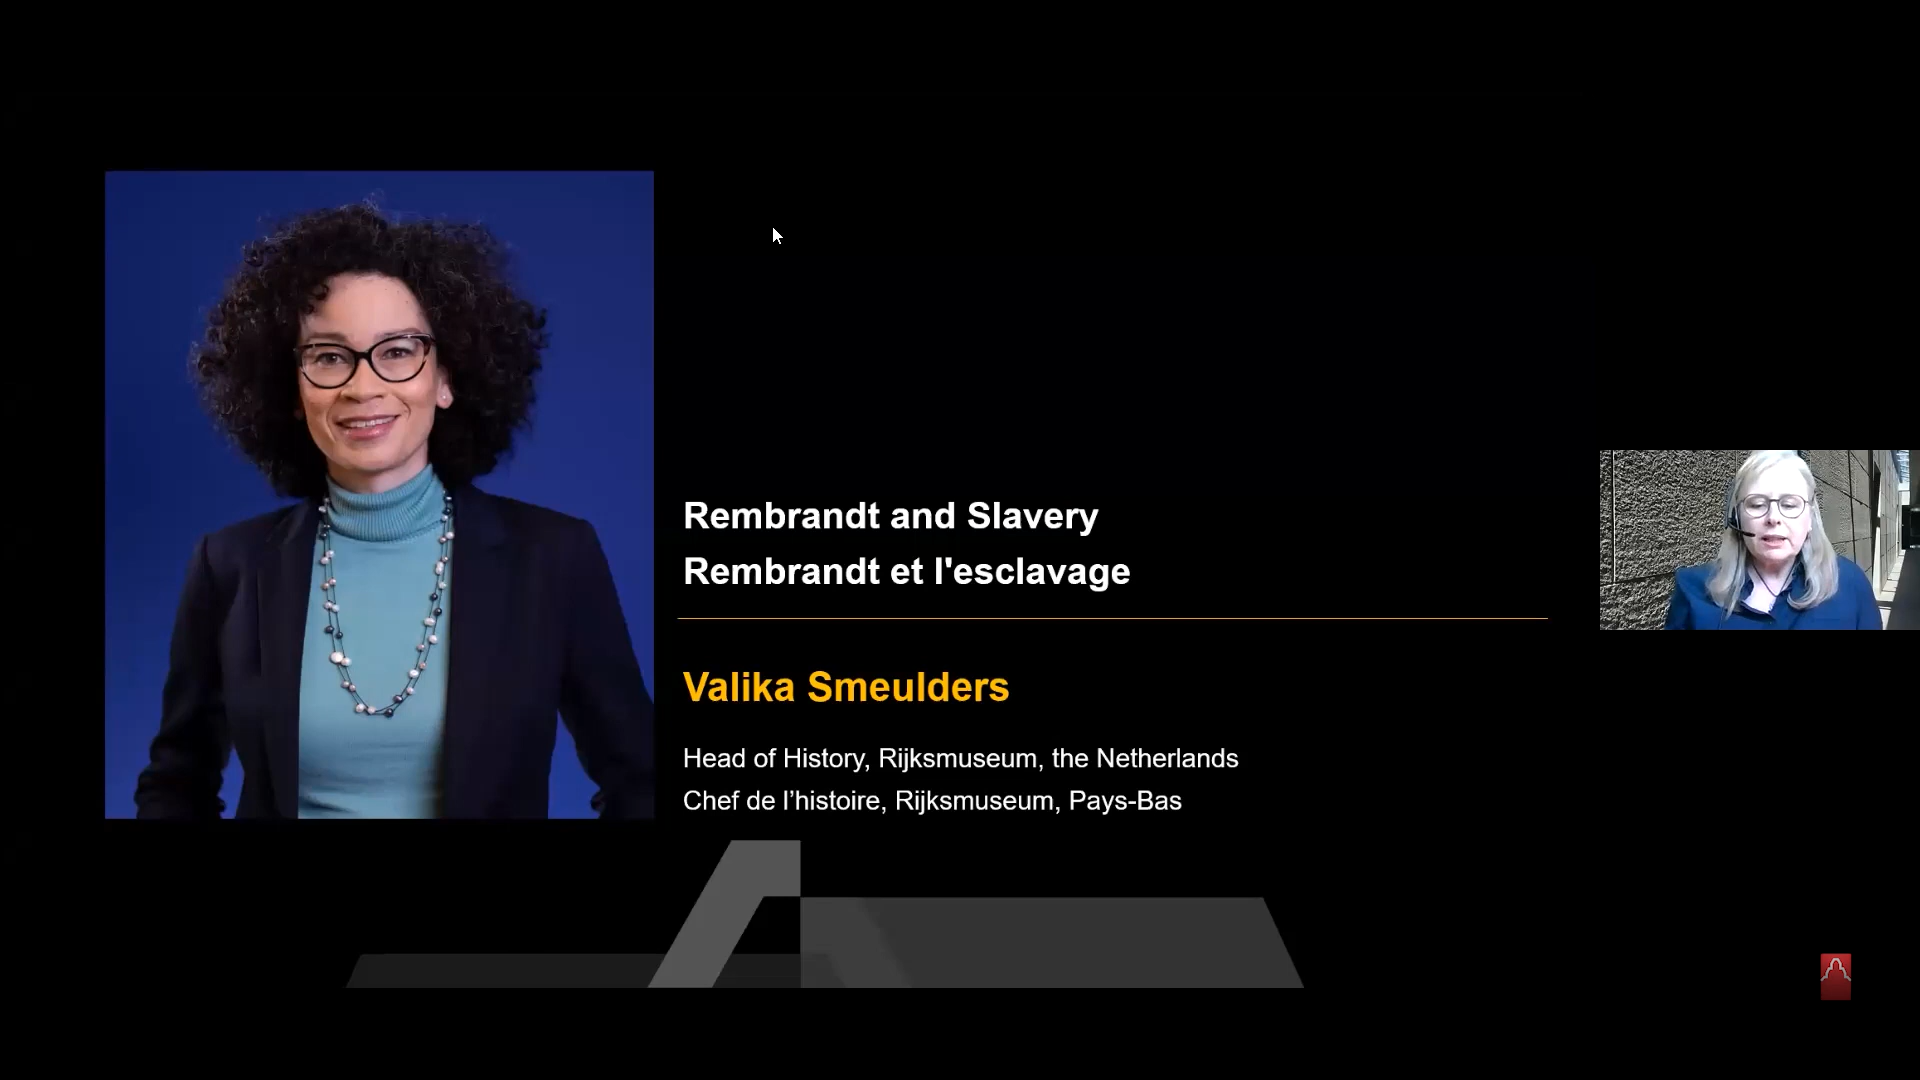 Rembrandt and Slavery
Rembrandt et l'esclavage
Valika Smeulders
Head of History, Rijksmuseum, the Netherlands
Chef de l’histoire, Rijksmuseum, Pays-Bas